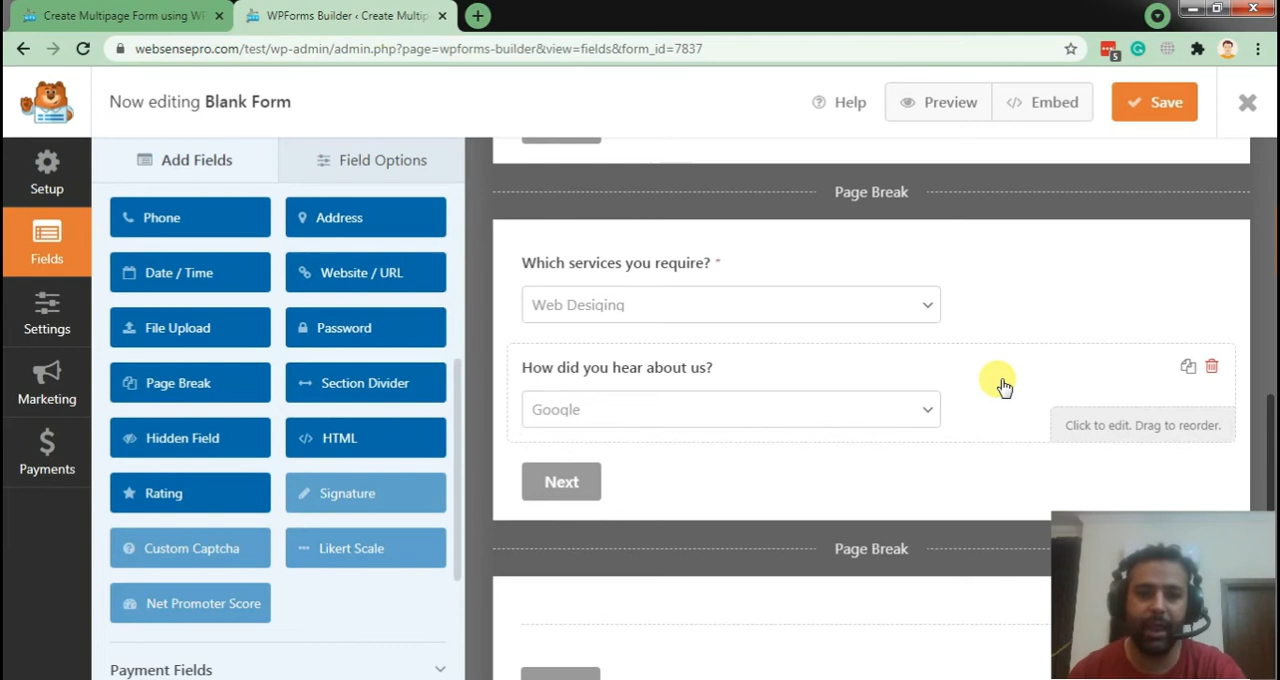 Create Multipage Form using WP
WPForms Builder ‹ Create Multip
websensepro.com/test/wp-admin/admin.php?page=wpforms-builder&view=fields&form_id=7837
5
Now editing Blank Form
Help
Preview
Embed
Save
Setup
Fields
Settings
Marketing
Payments
Add Fields
Field Options
Phone
Address
Date / Time
Website / URL
File Upload
Password
Page Break
Section Divider
Hidden Field
HTML
Rating
Signature
Custom Captcha
Likert Scale
Net Promoter Score
Payment Fields
Page Break
Which services you require? *
Web Desiging
How did you hear about us?
Google
Click to edit. Drag to reorder.
Next
Page Break